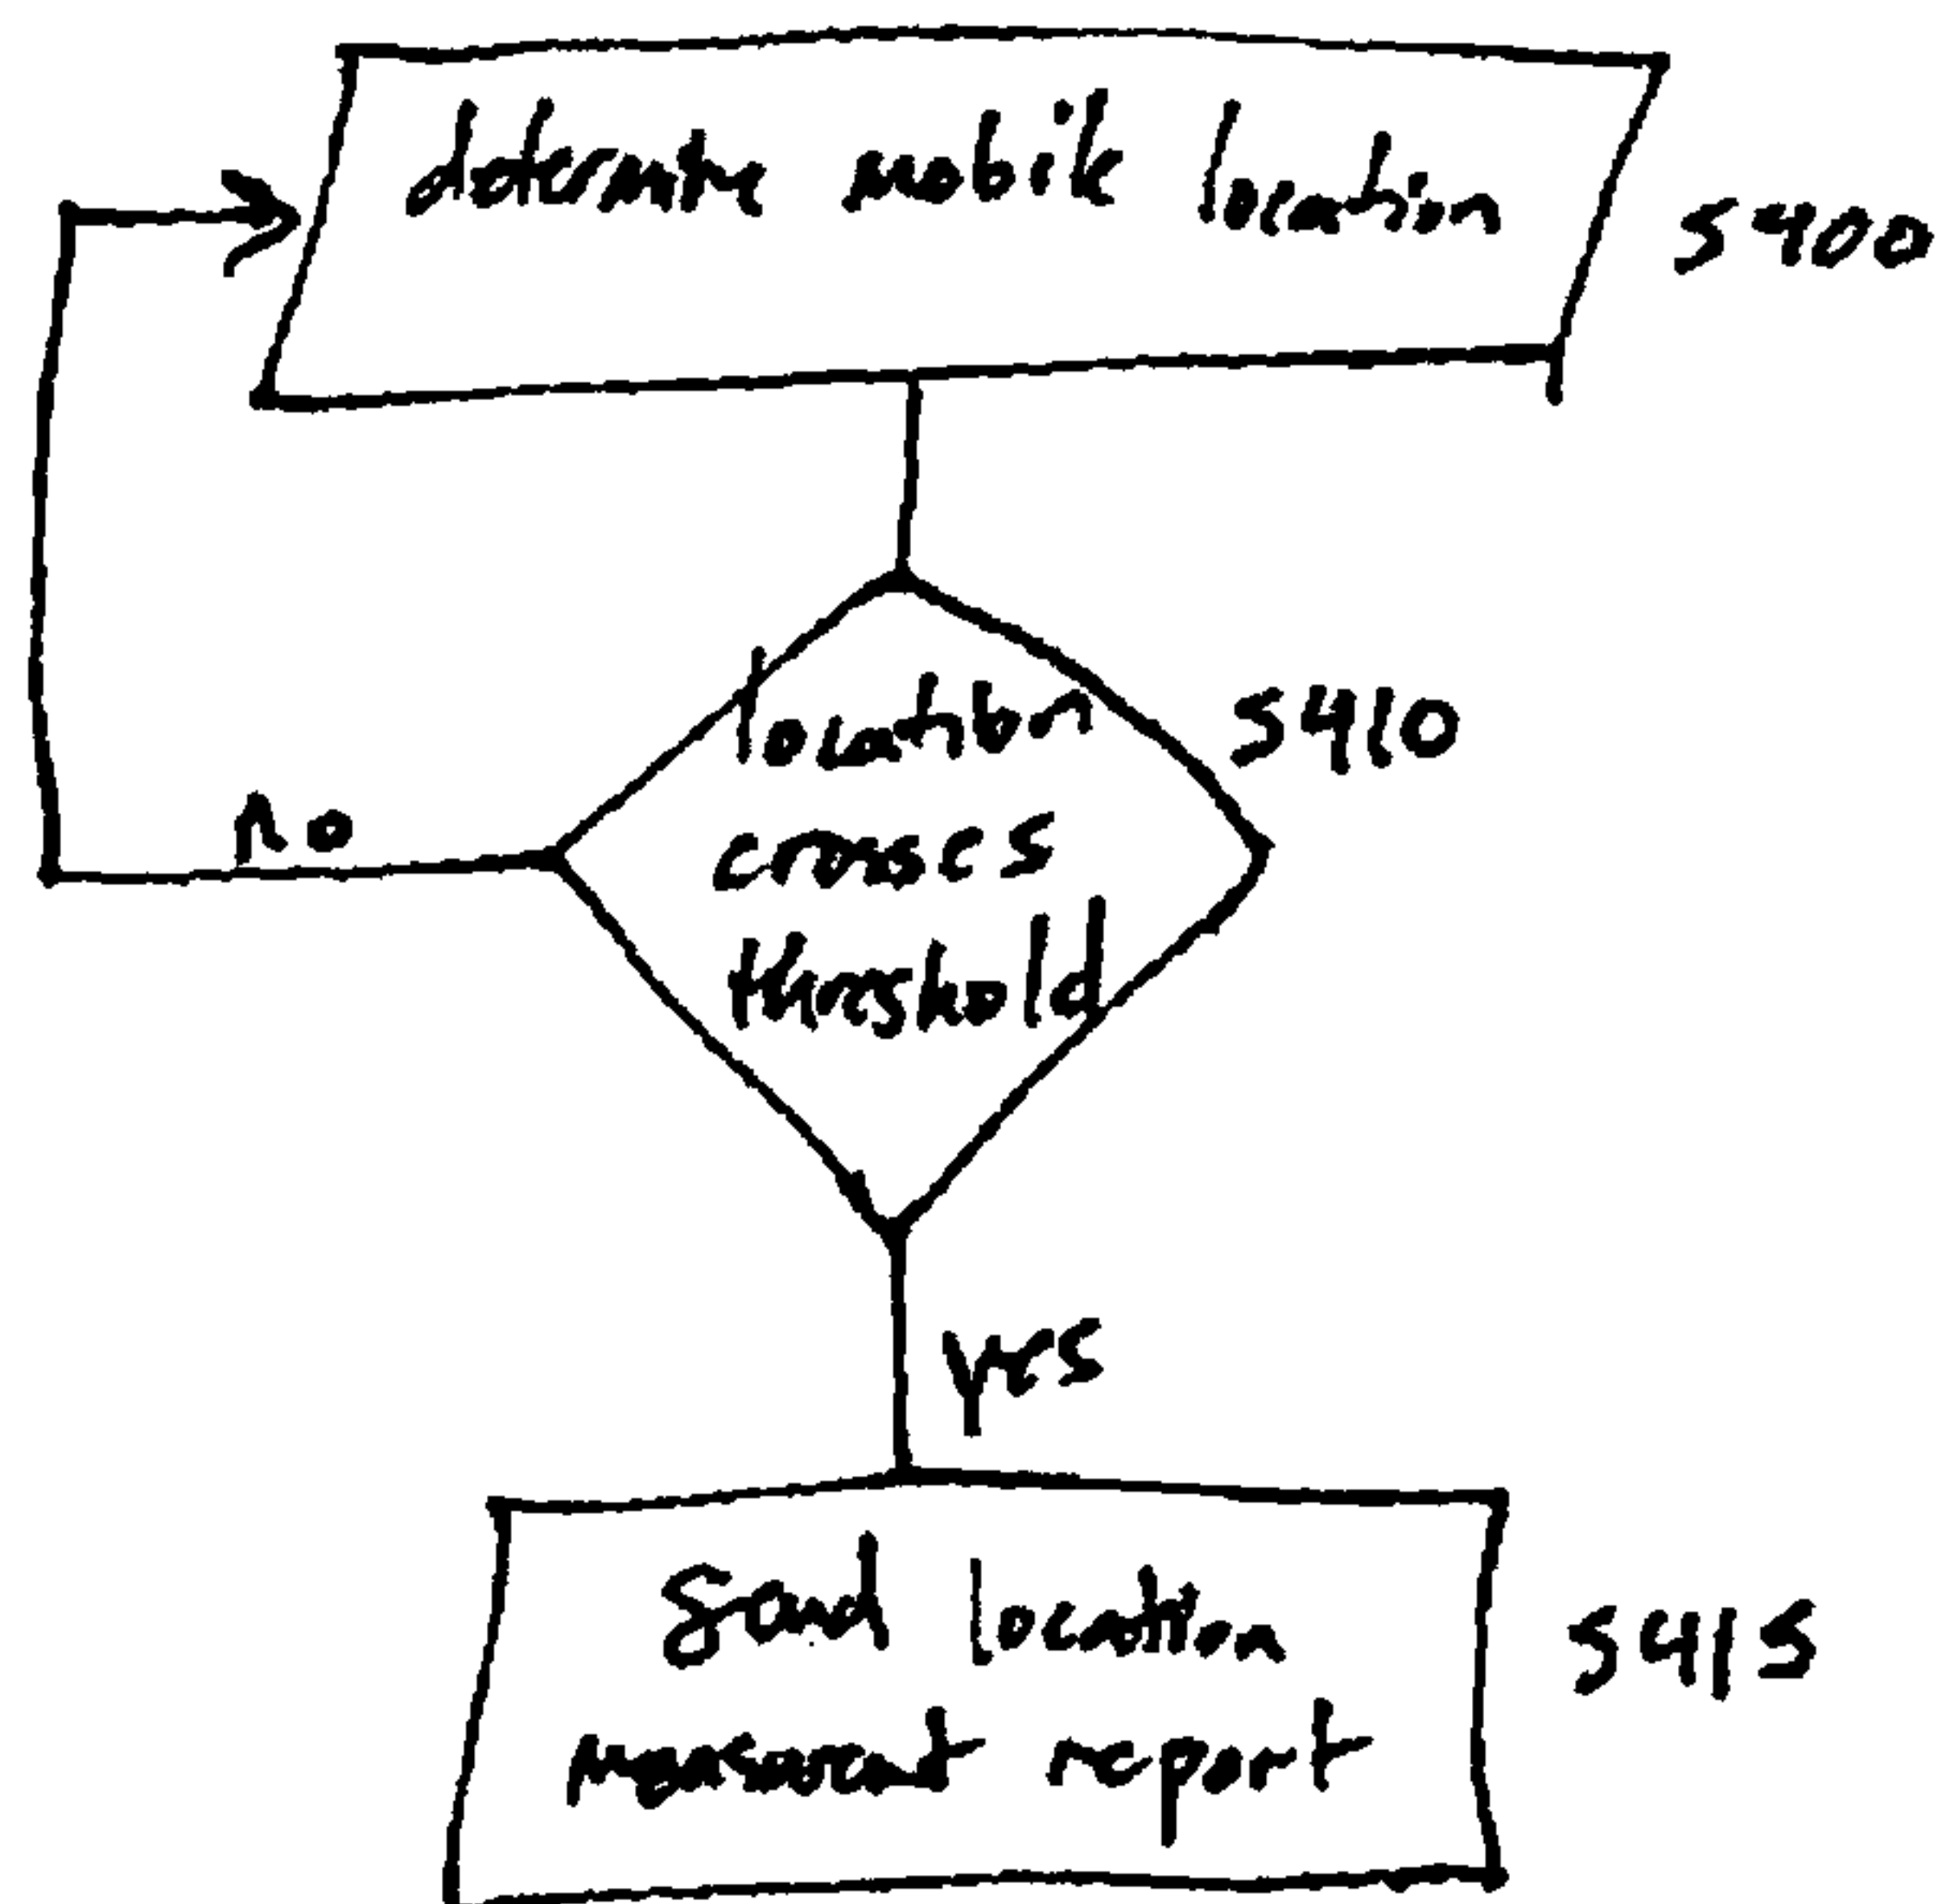 determine mobile location
S400
location
crosses
threshold
S410
no
yes
Send location
measurement report
S415